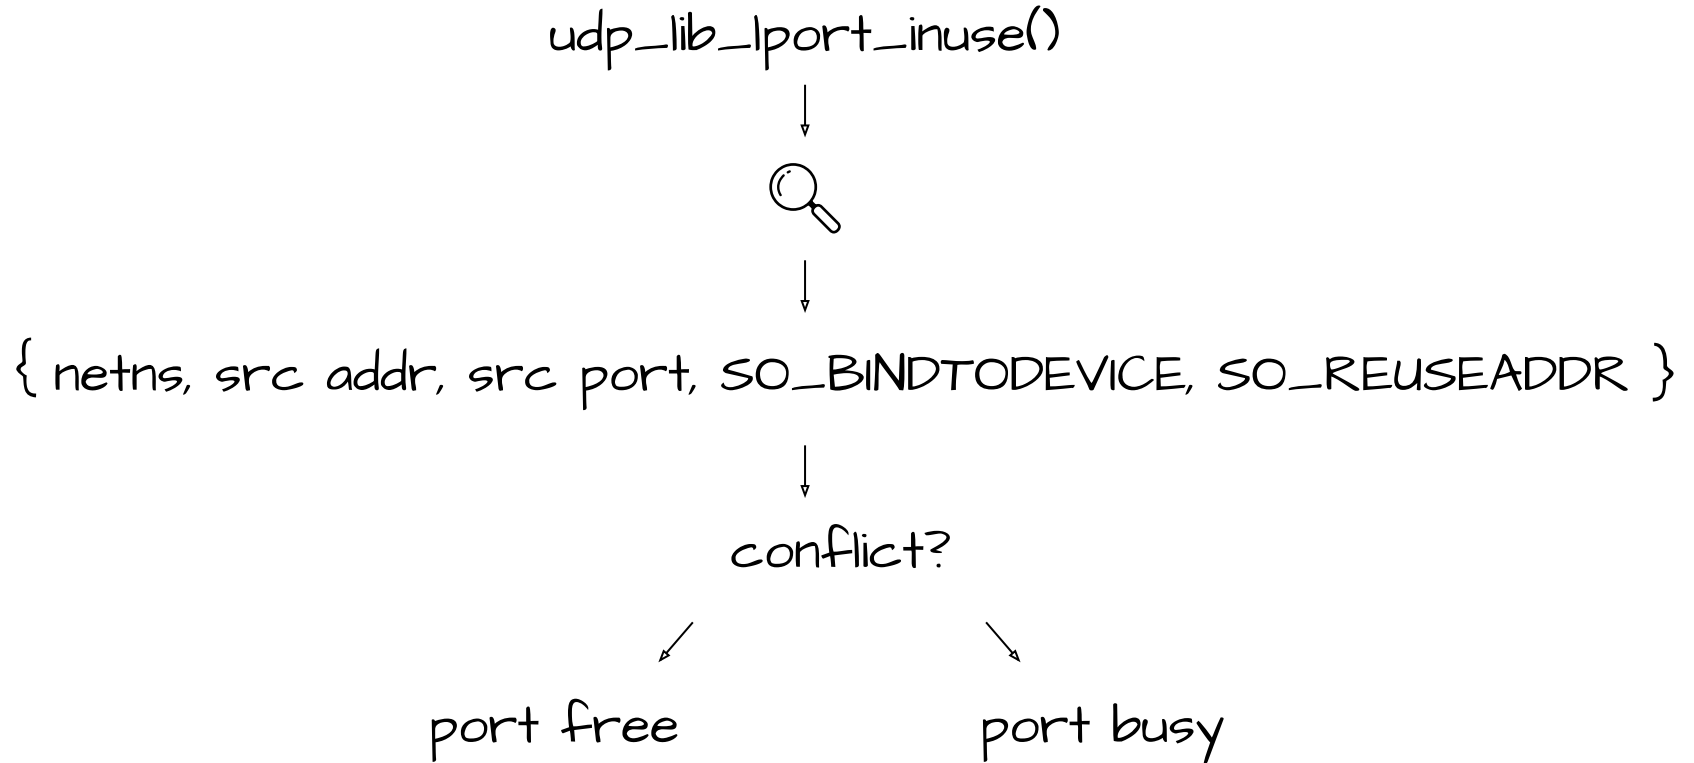 udp_lib_lport_inuse()
{ netns, src addr, src port, SO_BINDTODEVICE, SO_REUSEADDR }
conflict?
port free
port busy